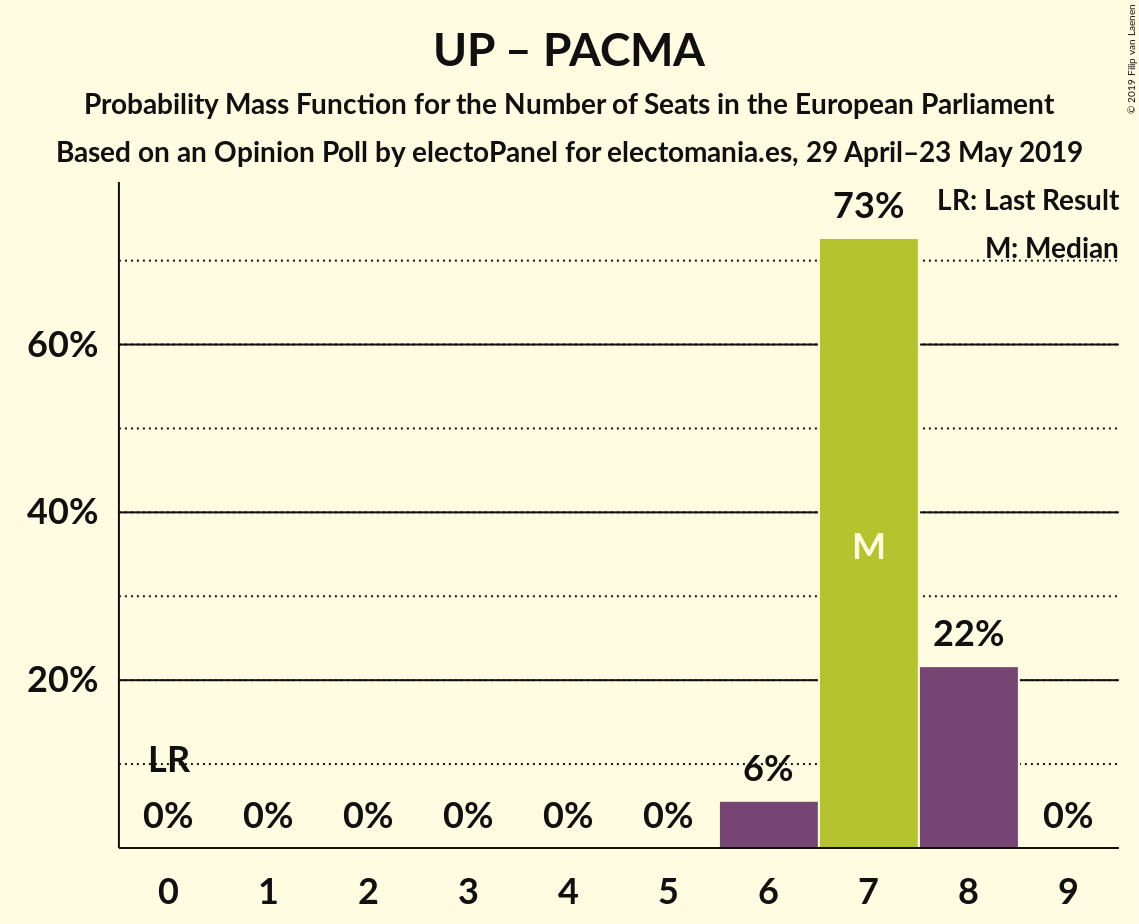 UP – PACMA
Probability Mass Function for the Number of Seats in the European Parliament
Based on an Opinion Poll by electoPanel for electomania.es, 29 April–23 May 2019
© 2019 Filip van Laenen
LR: Last Result
M: Median
73%
60%
40%
M
22%
20%
LR
6%
0% 0% 0% 0% 0% 0% 0%
0 1 2 3 4 5 6 7 8 9